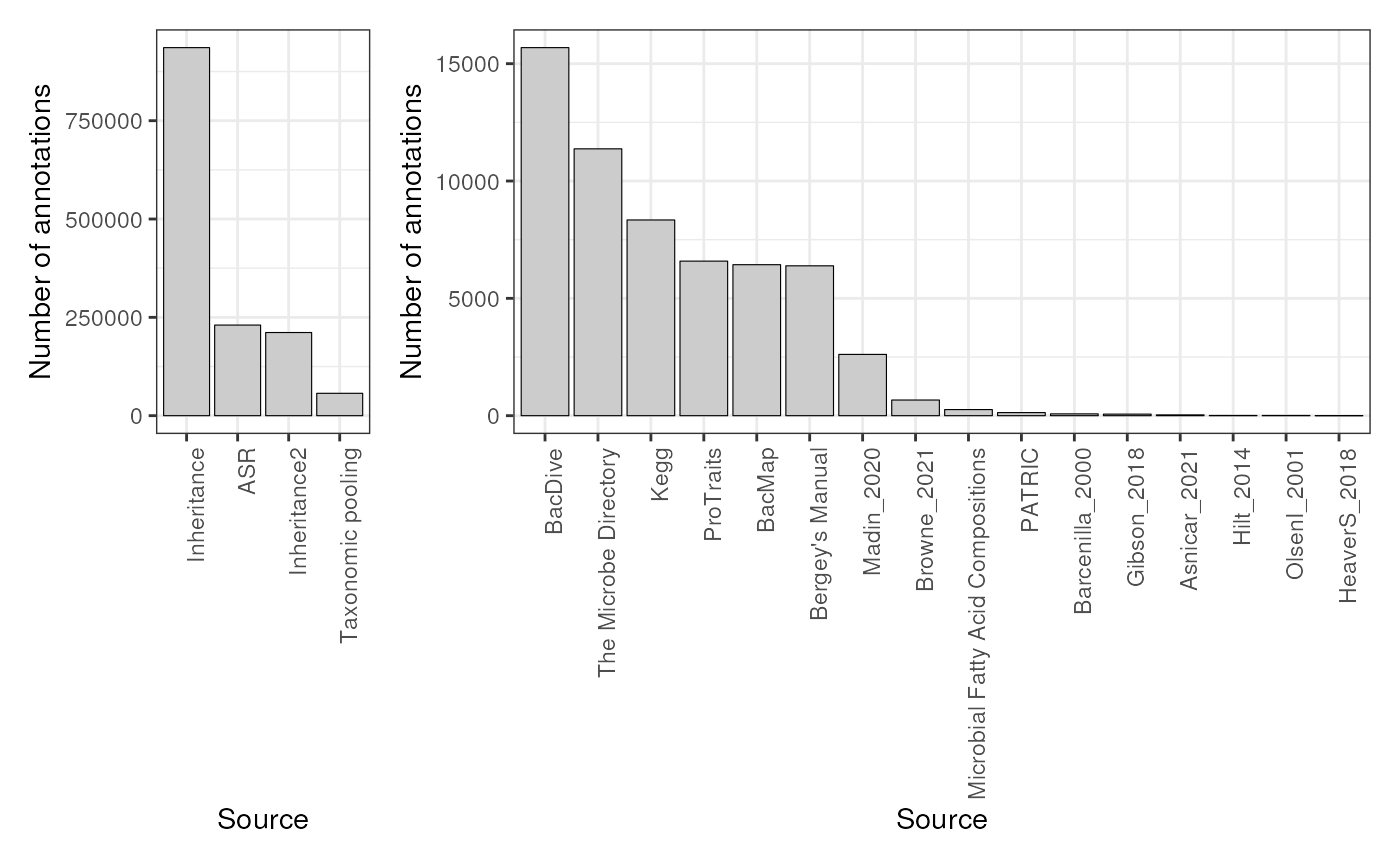 Number of annotations
750000
500000
250000
0
Inheritance
ASR
Inheritance2
Taxonomic pooling
Source
Number of annotations
15000
10000
5000
0
BacDive
The Microbe Directory
Kegg
ProTraits
BacMap
Bergey's Manual
Madin_2020
Browne_2021
Microbial Fatty Acid Compositions
PATRIC
Barcenilla_2000
Gibson_2018
Asnicar_2021
Hilt_2014
OlsenI_2001
HeaverS_2018
Source